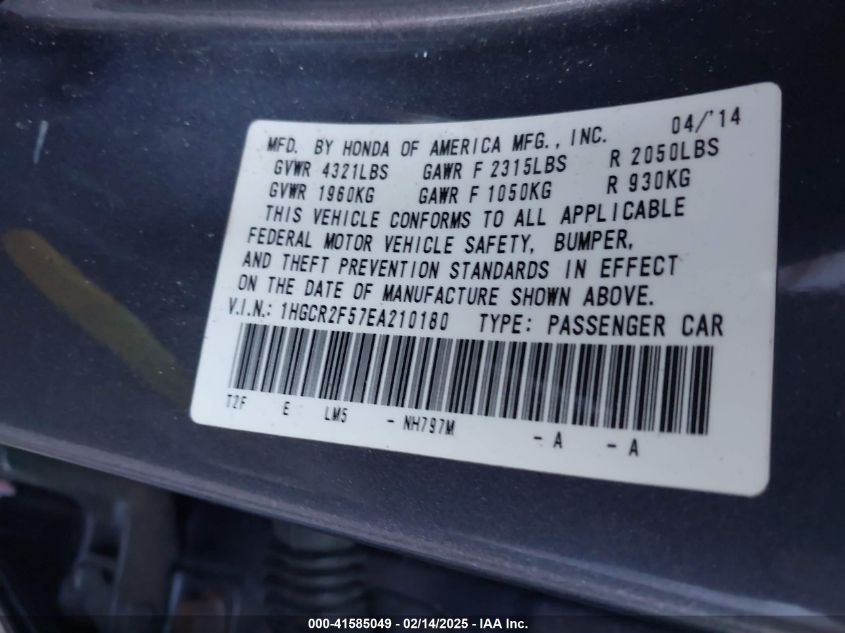 MFD. BY HONDA OF AMERICA MFG., INC. 04/'14
GVWR 4321LBS GAWR F 2315LBS R 2050LBS
GVWR 1960KG GAWR F 1050KG R 930KG
THIS VEHICLE CONFORMS TO ALL APPLICABLE
FEDERAL MOTOR VEHICLE SAFETY, BUMPER,
AND THEFT PREVENTION STANDARDS IN EFFECT
ON THE DATE OF MANUFACTURE SHOWN ABOVE.
V.I.N.: 1HGCR2F57EA210180 TYPE: PASSENGER CAR
T2F E LM5 - NH797M - A - A
000-41585049 — 02/14/2025 — IAA Inc.